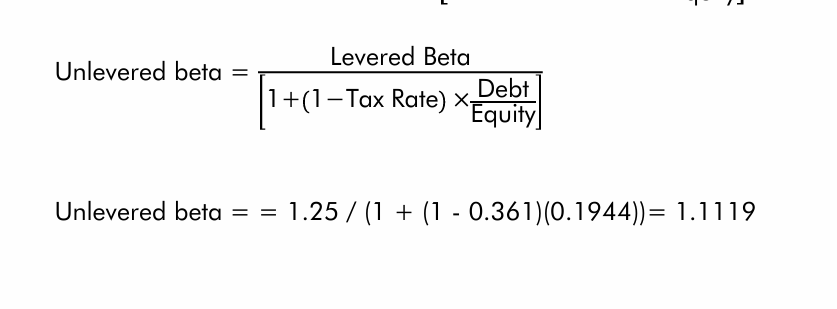 Unlevered beta = Levered Beta
[1+(1−Tax Rate) × Debt
Equity]
Unlevered beta = = 1.25 / (1 + (1 - 0.361)(0.1944))= 1.1119